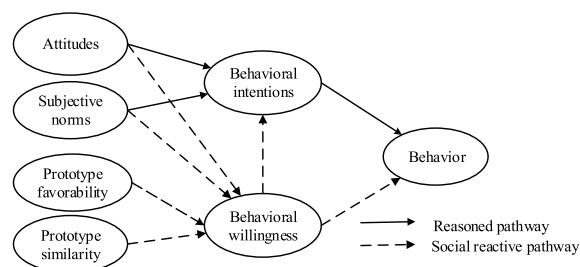 Attitudes
Subjective
norms
Prototype
favorability
Prototype
similarity
Behavioral
intentions
Behavioral
willingness
Behavior
Reasoned pathway
Social reactive pathway